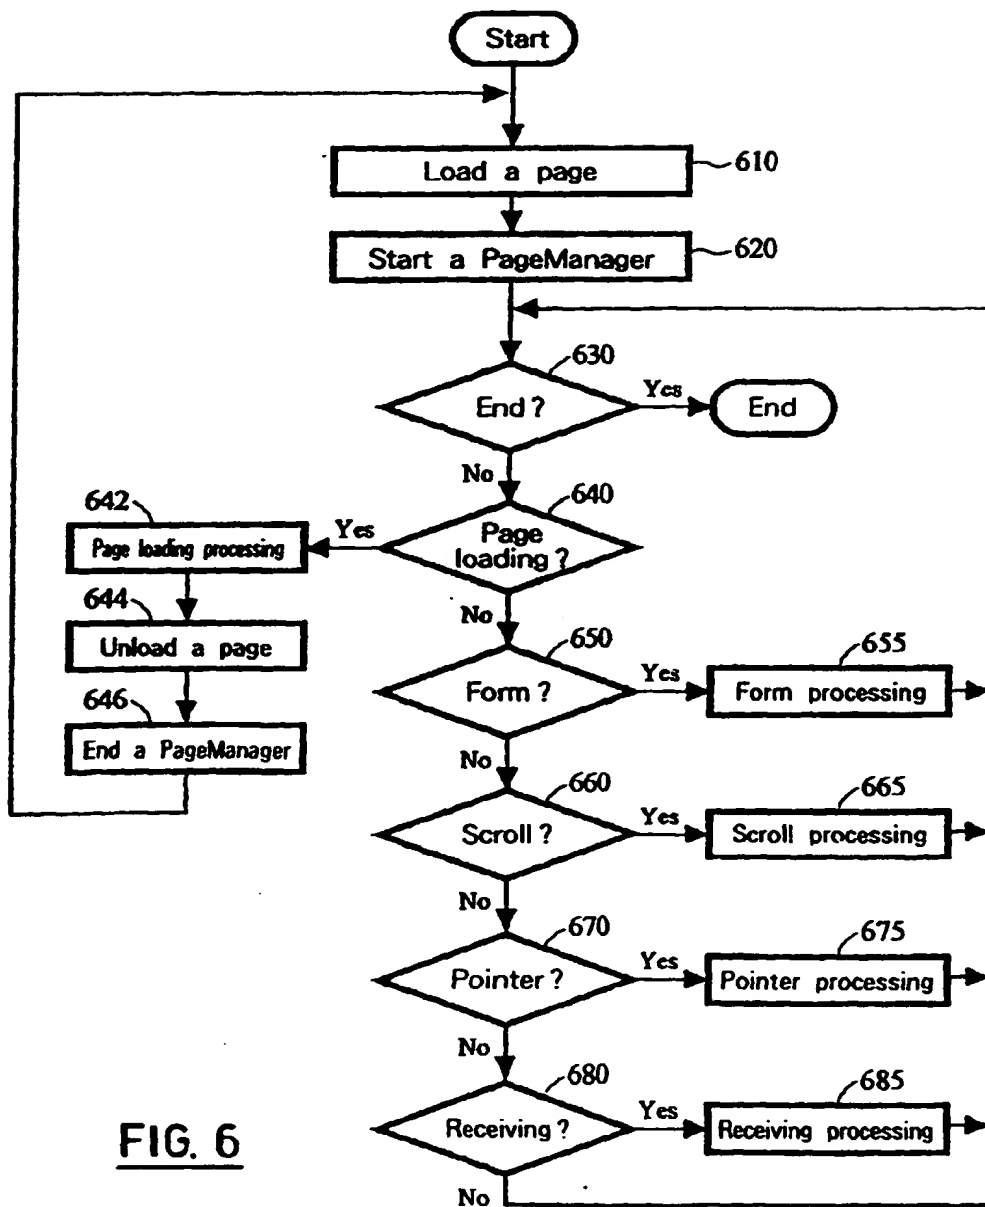 Start
Load a page
610
Start a PageManager
620
630
End ?
Yes
End
No
640
Page
loading ?
Yes
642
Page loading processing
644
Unload a page
646
End a PageManager
No
650
Form ?
Yes
655
Form processing
No
660
Scroll ?
Yes
665
Scroll processing
No
670
Pointer ?
Yes
675
Pointer processing
No
680
Receiving ?
Yes
685
Receiving processing
No
FIG. 6